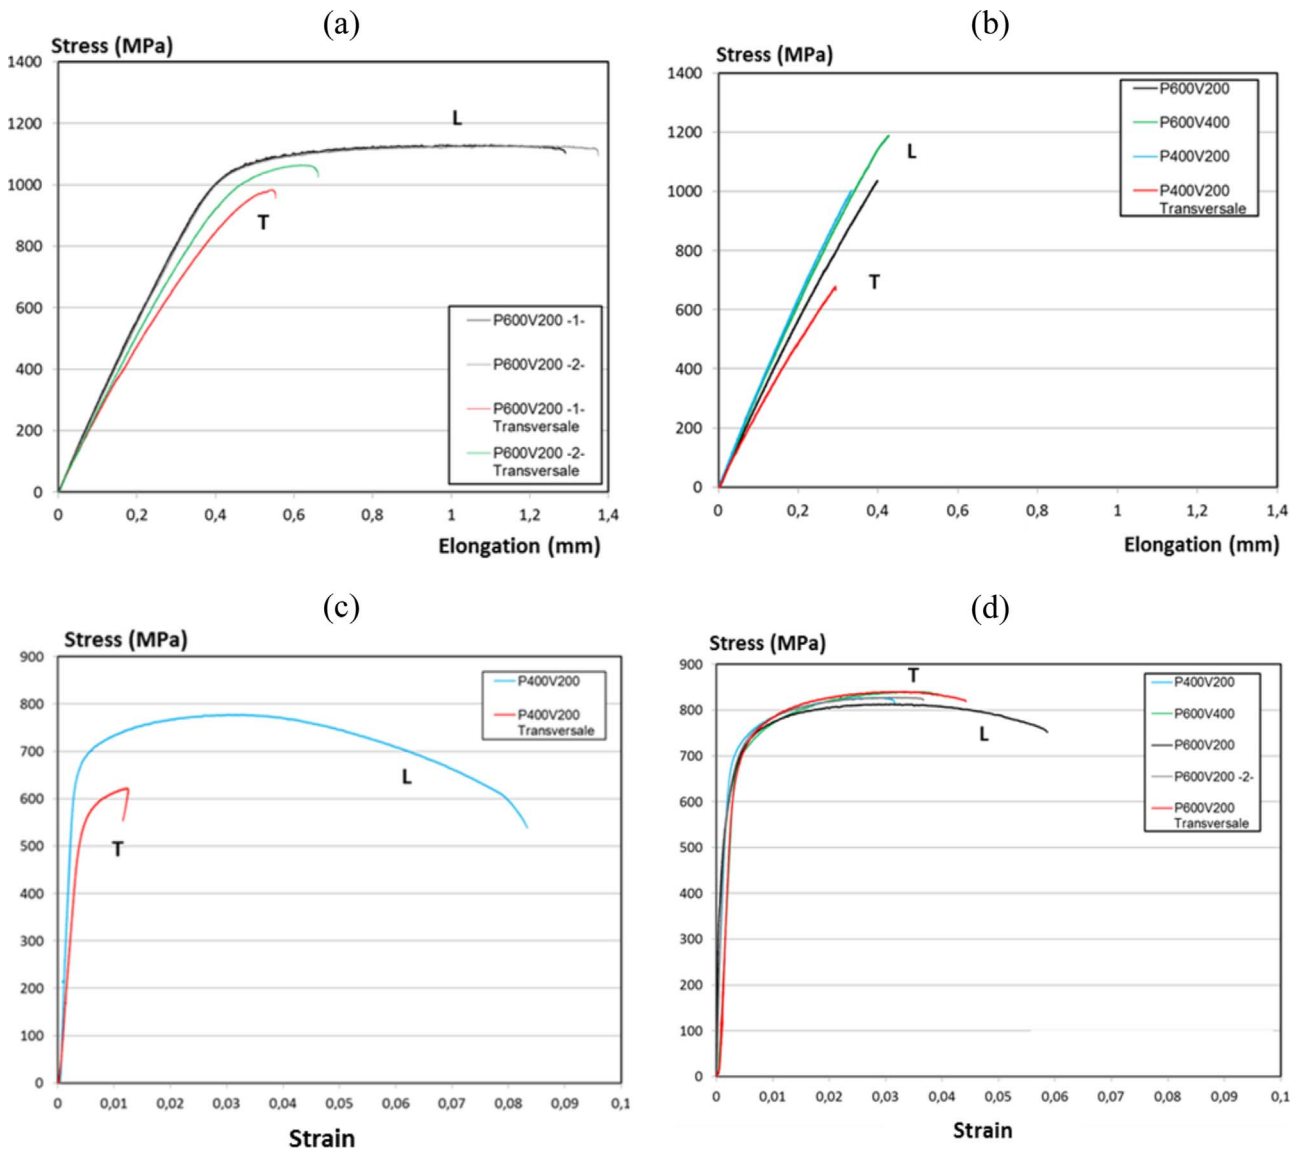 (a)
Stress (MPa)
1400
1200
1000
800
600
400
200
0
0
0,2
0,4
0,6
0,8
1
1,2
1,4
Elongation (mm)
L
T
P600V200 -1-
P600V200 -2-
P600V200 -1-
Transversale
P600V200 -2-
Transversale
(b)
Stress (MPa)
1400
1200
1000
800
600
400
200
0
0
0,2
0,4
0,6
0,8
1
1,2
1,4
Elongation (mm)
L
T
P600V200
P600V400
P400V200
P400V200
Transversale
(c)
Stress (MPa)
900
800
700
600
500
400
300
200
100
0
0
0,01
0,02
0,03
0,04
0,05
0,06
0,07
0,08
0,09
0,1
Strain
L
T
P400V200
P400V200
Transversale
(d)
Stress (MPa)
900
800
700
600
500
400
300
200
100
0
0
0,01
0,02
0,03
0,04
0,05
0,06
0,07
0,08
0,09
0,1
Strain
T
L
P400V200
P600V400
P600V200
P600V200 -2-
P600V200
Transversale